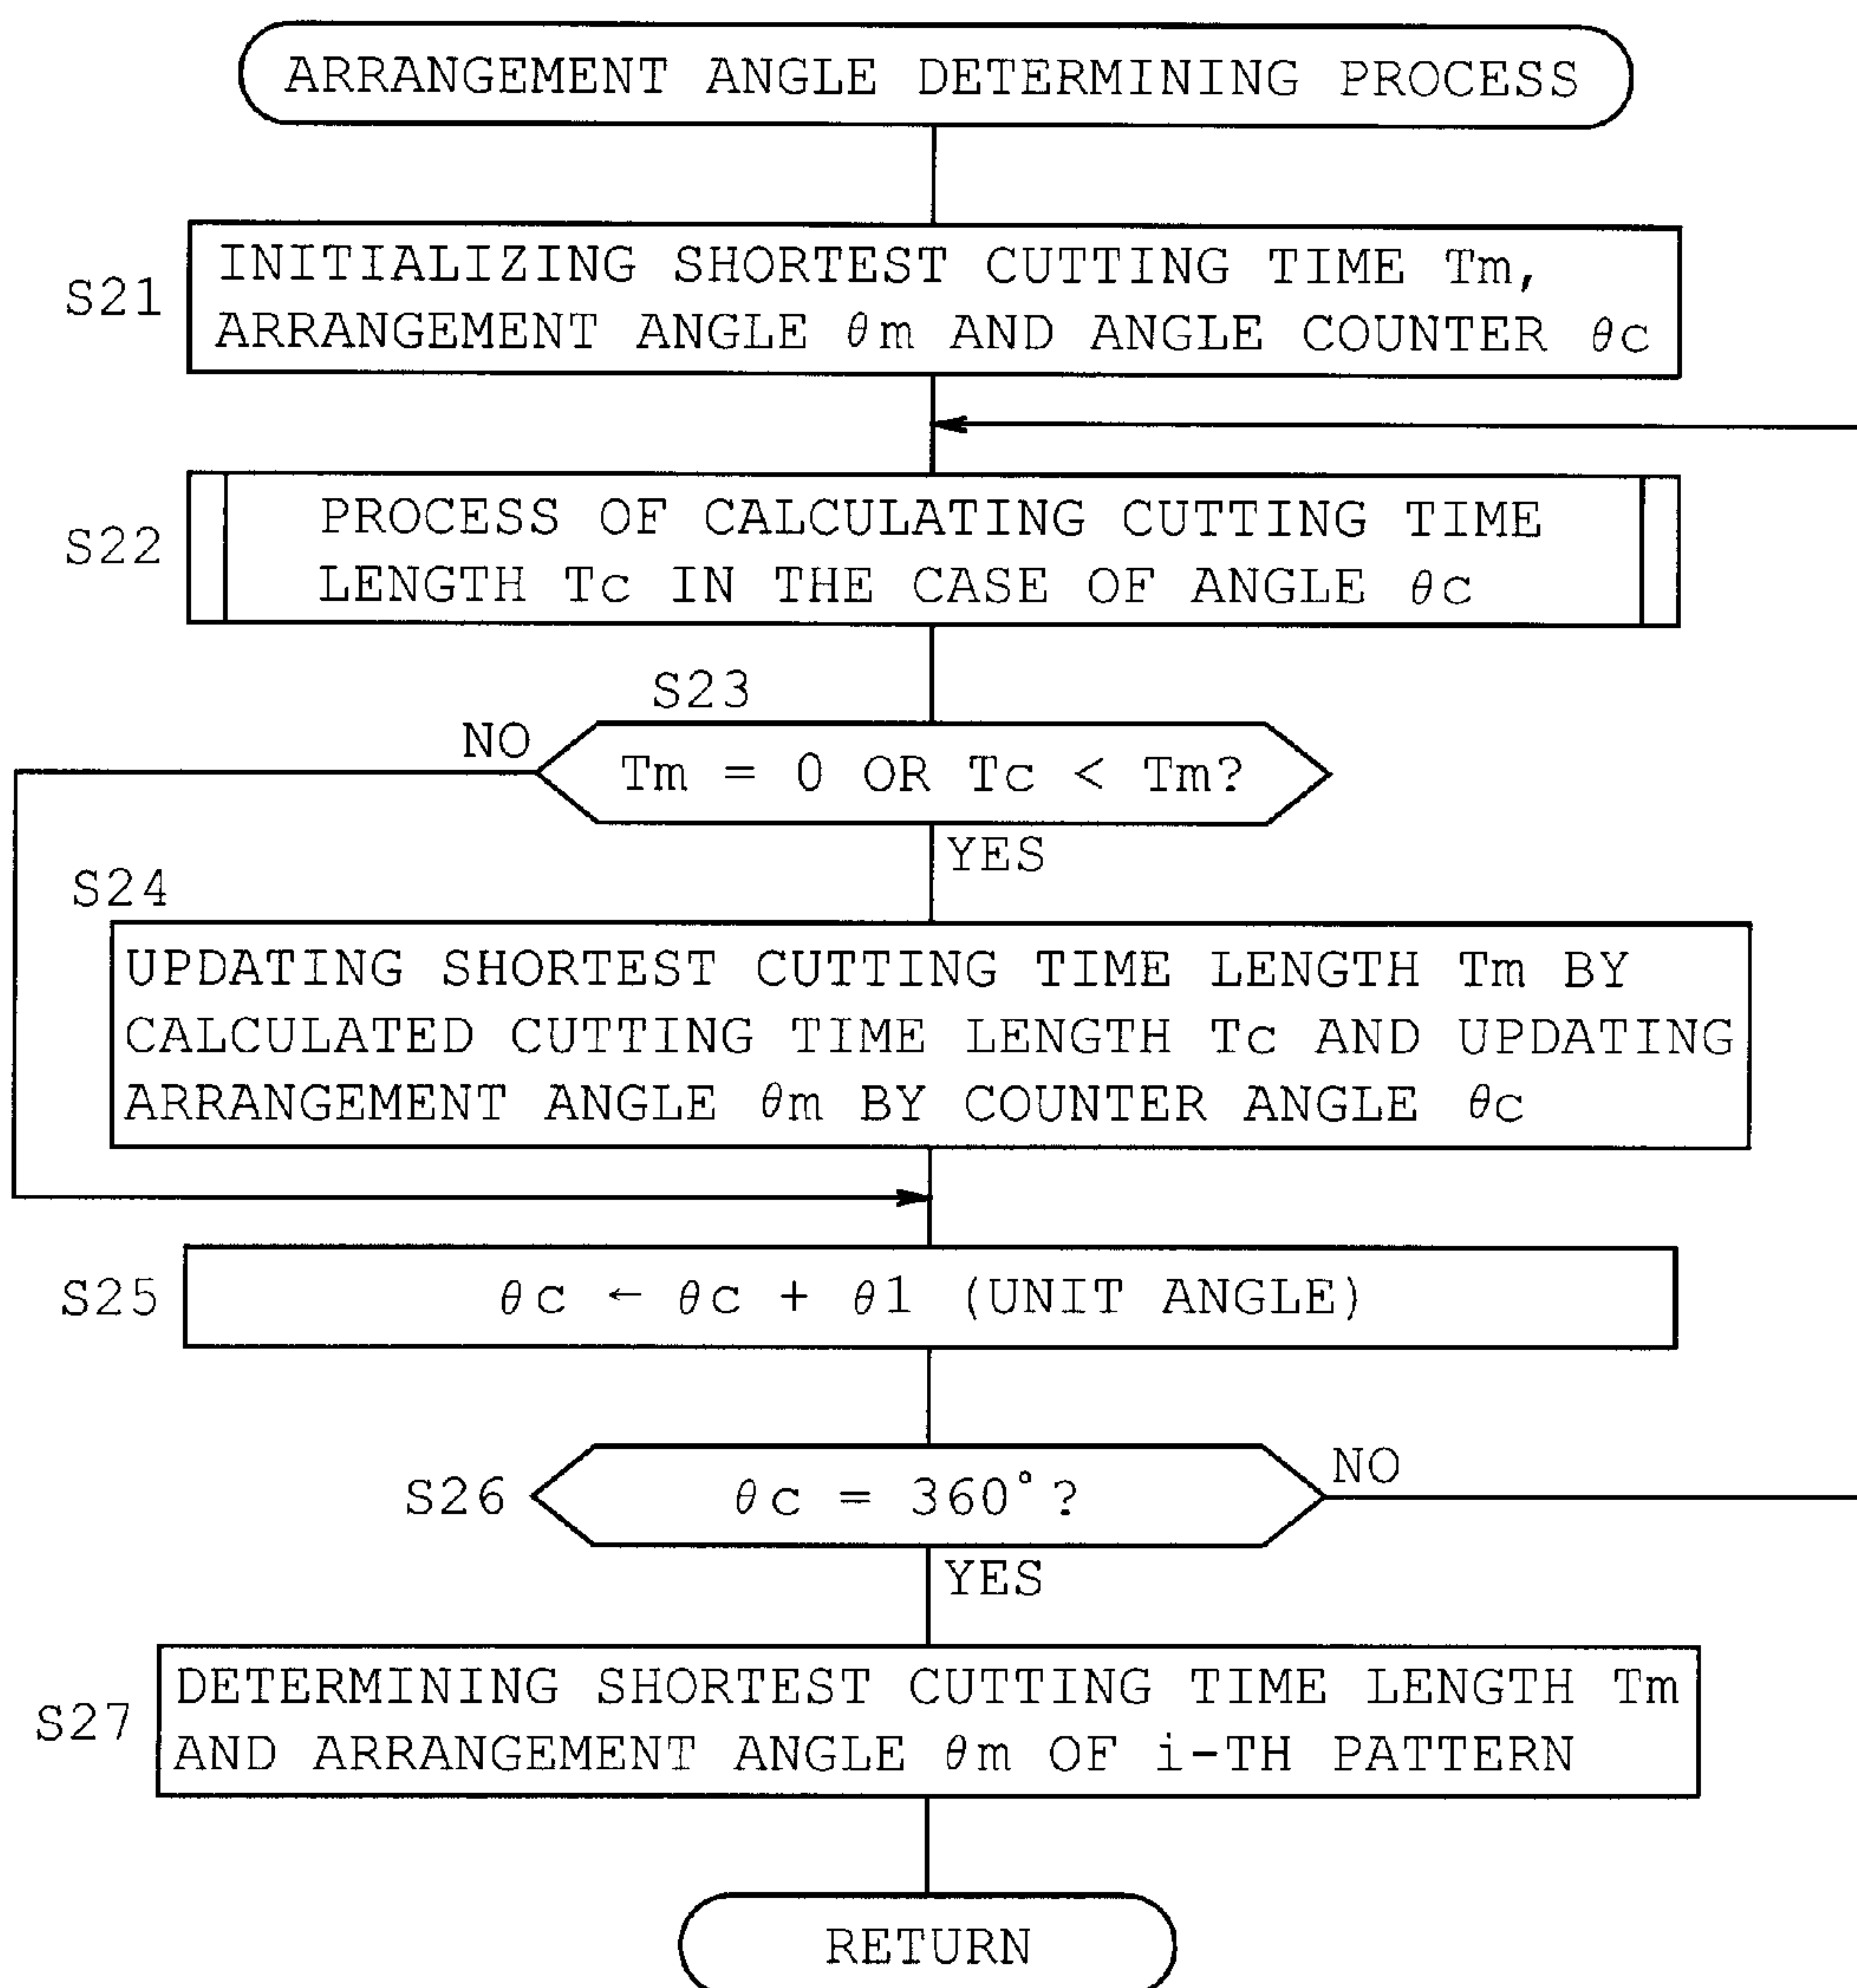 ARRANGEMENT ANGLE DETERMINING PROCESS
S21
INITIALIZING SHORTEST CUTTING TIME Tm,
ARRANGEMENT ANGLE θm AND ANGLE COUNTER θc
S22
PROCESS OF CALCULATING CUTTING TIME
LENGTH Tc IN THE CASE OF ANGLE θc
S23
NO
Tm = 0 OR Tc < Tm?
YES
S24
UPDATING SHORTEST CUTTING TIME LENGTH Tm BY
CALCULATED CUTTING TIME LENGTH Tc AND UPDATING
ARRANGEMENT ANGLE θm BY COUNTER ANGLE θc
S25
θc ← θc + θ1 (UNIT ANGLE)
S26
θc = 360°?
NO
YES
S27
DETERMINING SHORTEST CUTTING TIME LENGTH Tm
AND ARRANGEMENT ANGLE θm OF i-TH PATTERN
RETURN